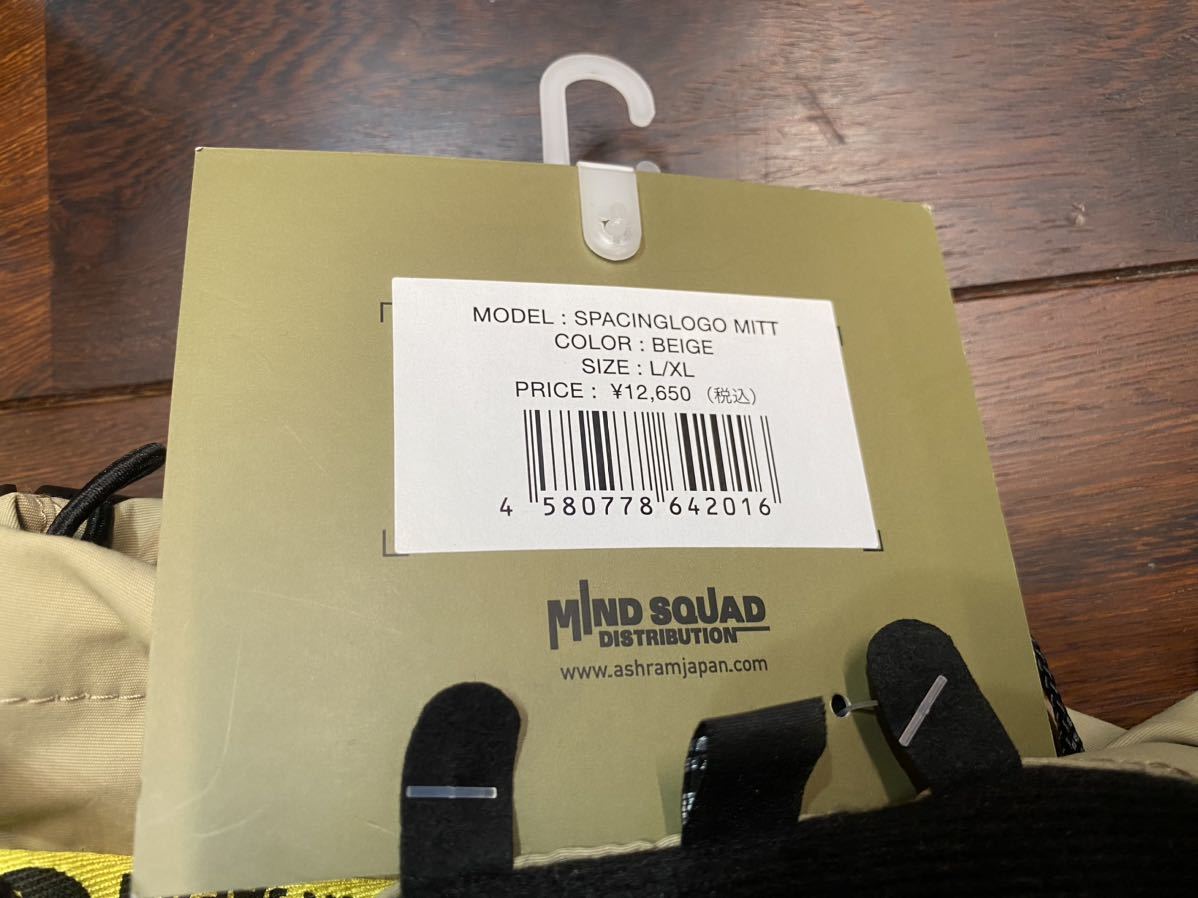 MODEL : SPACINGLOGO MITT
COLOR : BEIGE
SIZE : L/XL
PRICE : ¥12,650 (税込)
4 580778 642016
MIND SQUAD
DISTRIBUTION
www.ashramjapan.com